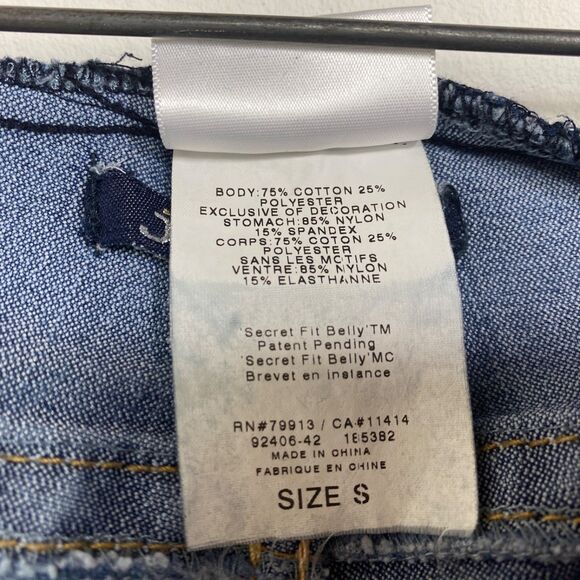 BODY:75% COTTON 25%
POLYESTER
EXCLUSIVE OF DECORATION
STOMACH:85% NYLON
15% SPANDEX
CORPS:75% COTON 25%
POLYESTER
SANS LES MOTIFS
VENTRE:85% NYLON
15% ELASTHANNE
'Secret Fit Belly'TM
Patent Pending
'Secret Fit Belly'MC
Brevet en instance
RN#79913 / CA#11414
92406-42 185382
MADE IN CHINA
FABRIQUE EN CHINE
SIZE S